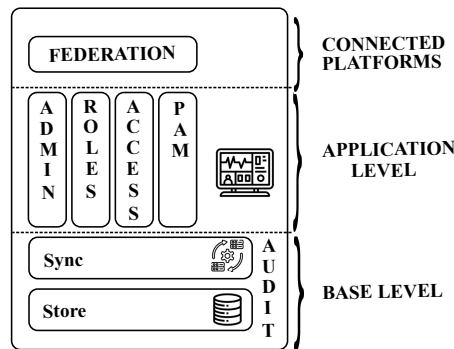 FEDERATION
CONNECTED
PLATFORMS
ADMIN
ROLES
ACCESS
PAM
APPLICATION
LEVEL
Sync
Store
AUDIT
BASE LEVEL